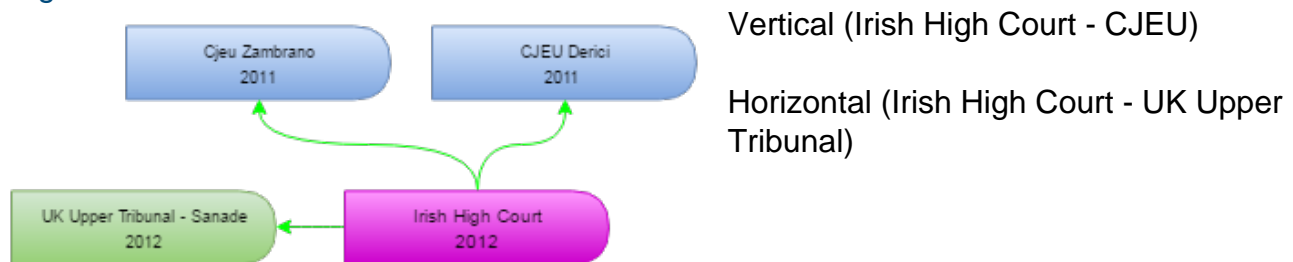 Cjeu Zambrano
2011
CJEU Derici
2011
Vertical (Irish High Court - CJEU)
Horizontal (Irish High Court - UK Upper
Tribunal)
UK Upper Tribunal - Sanade
2012
Irish High Court
2012